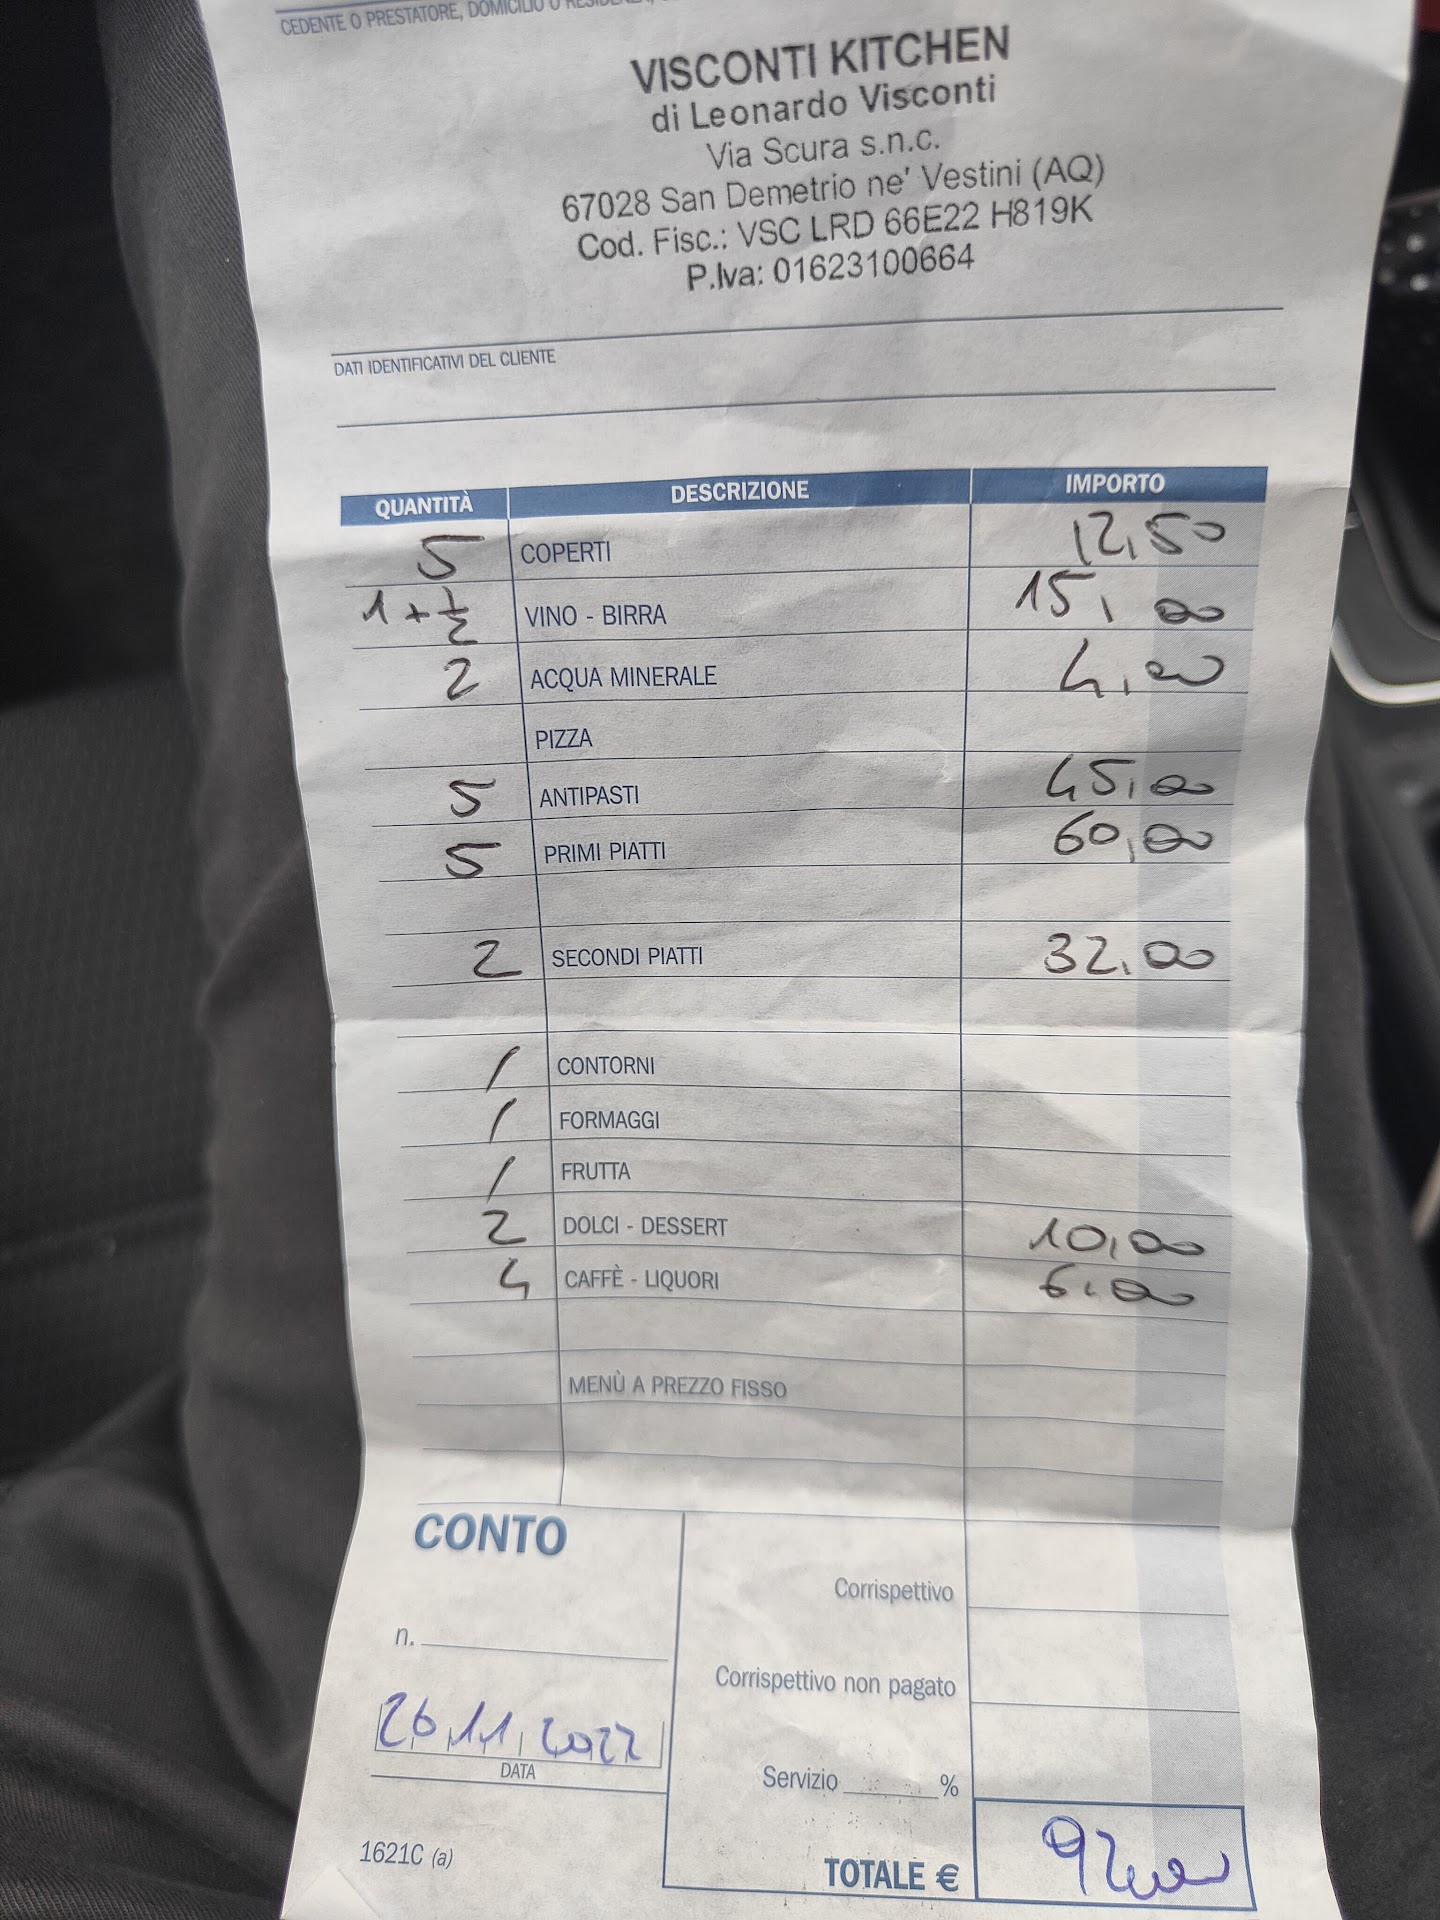 CEDENTE O PRESTATORE, DOMICILIO O RESIDENZA,
VISCONTI KITCHEN
di Leonardo Visconti
Via Scura s.n.c.
67028 San Demetrio ne' Vestini (AQ)
Cod. Fisc.: VSC LRD 66E22 H819K
P.Iva: 01623100664
DATI IDENTIFICATIVI DEL CLIENTE
QUANTITÀ DESCRIZIONE IMPORTO
5 COPERTI 12,50
1 + 1/2 VINO - BIRRA 15,00
2 ACQUA MINERALE 4,00
PIZZA
5 ANTIPASTI 45,00
5 PRIMI PIATTI 60,00
2 SECONDI PIATTI 32,00
/ CONTORNI
/ FORMAGGI
/ FRUTTA
2 DOLCI - DESSERT 10,00
4 CAFFÈ - LIQUORI 6,00
MENÙ A PREZZO FISSO
CONTO
Corrispettivo
n.
Corrispettivo non pagato
26,11,2022
DATA
Servizio %
1621C (a)
TOTALE €